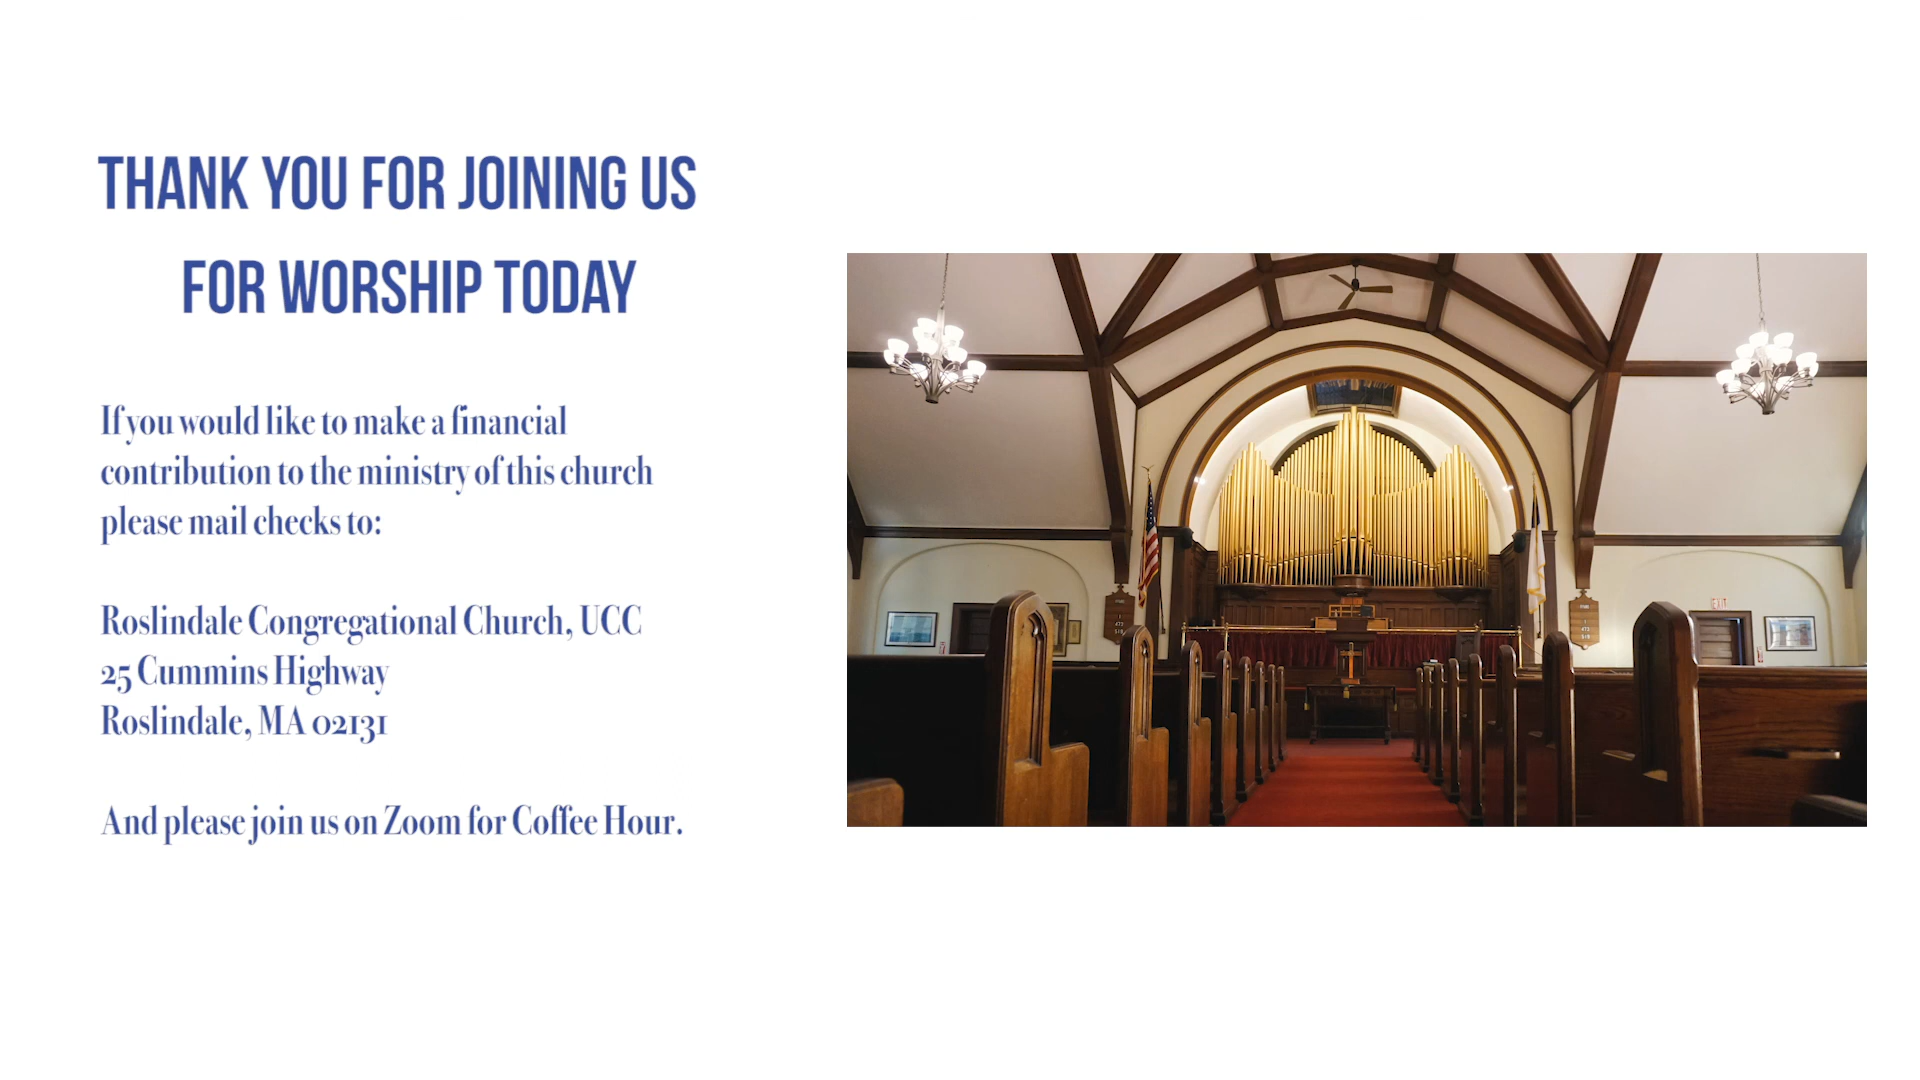 THANK YOU FOR JOINING US
FOR WORSHIP TODAY
If you would like to make a financial
contribution to the ministry of this church
please mail checks to:
Roslindale Congregational Church, UCC
25 Cummins Highway
Roslindale, MA 02131
And please join us on Zoom for Coffee Hour.
EXIT